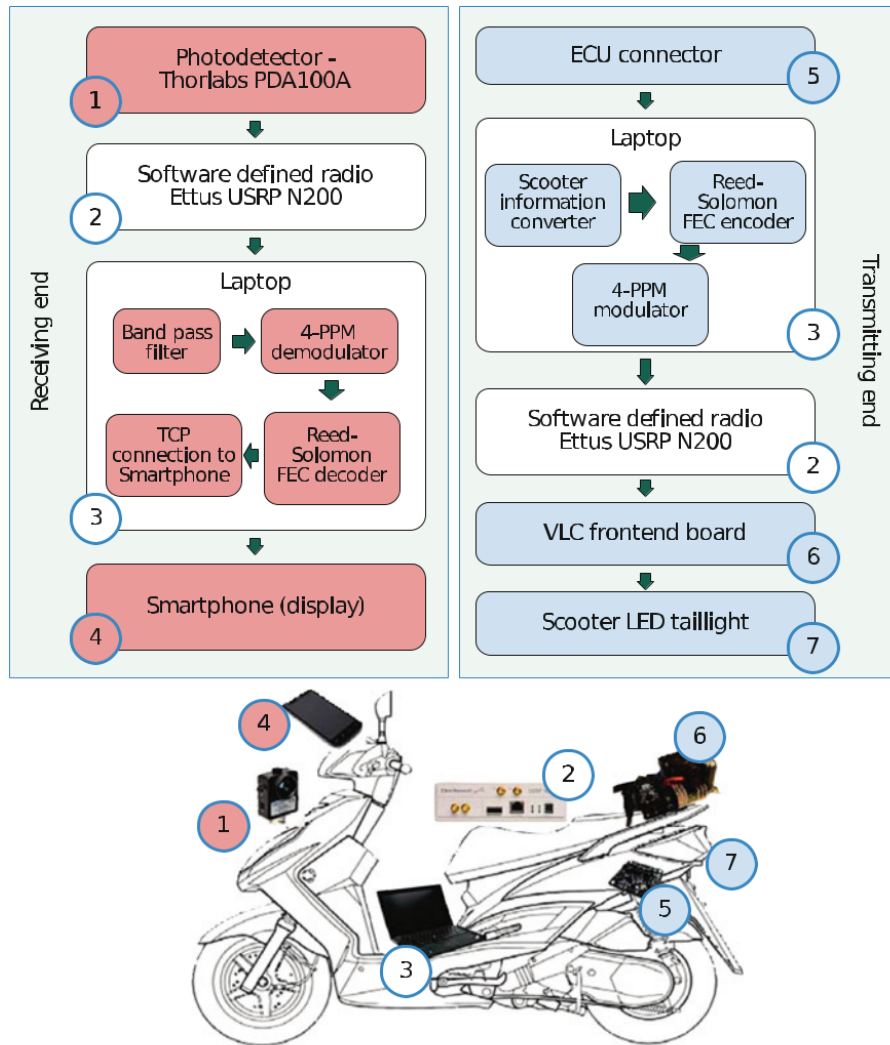 Receiving end
Photodetector -
Thorlabs PDA100A
1
Software defined radio
Ettus USRP N200
2
Laptop
Band pass
filter
4-PPM
demodulator
TCP
connection to
Smartphone
Reed-
Solomon
FEC decoder
3
Smartphone (display)
4
Transmitting end
ECU connector
5
Laptop
Scooter
information
converter
Reed-
Solomon
FEC encoder
4-PPM
modulator
3
Software defined radio
Ettus USRP N200
2
VLC frontend board
6
Scooter LED taillight
7
4
1
2
6
7
5
3